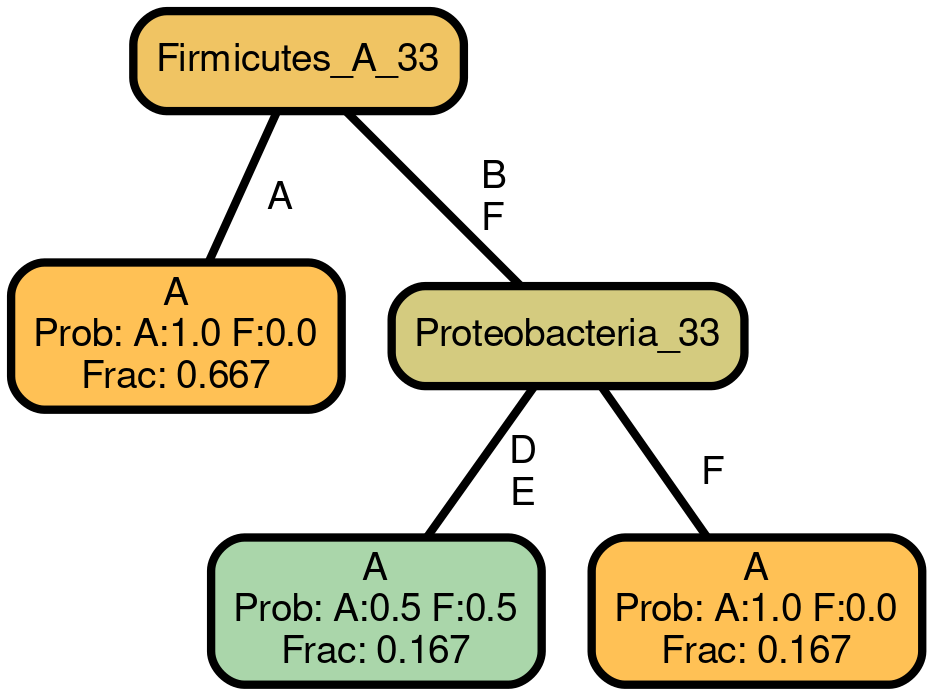 Firmicutes_A_33
A
B
F
A
Prob: A:1.0 F:0.0
Frac: 0.667
Proteobacteria_33
D
E
F
A
Prob: A:0.5 F:0.5
Frac: 0.167
A
Prob: A:1.0 F:0.0
Frac: 0.167